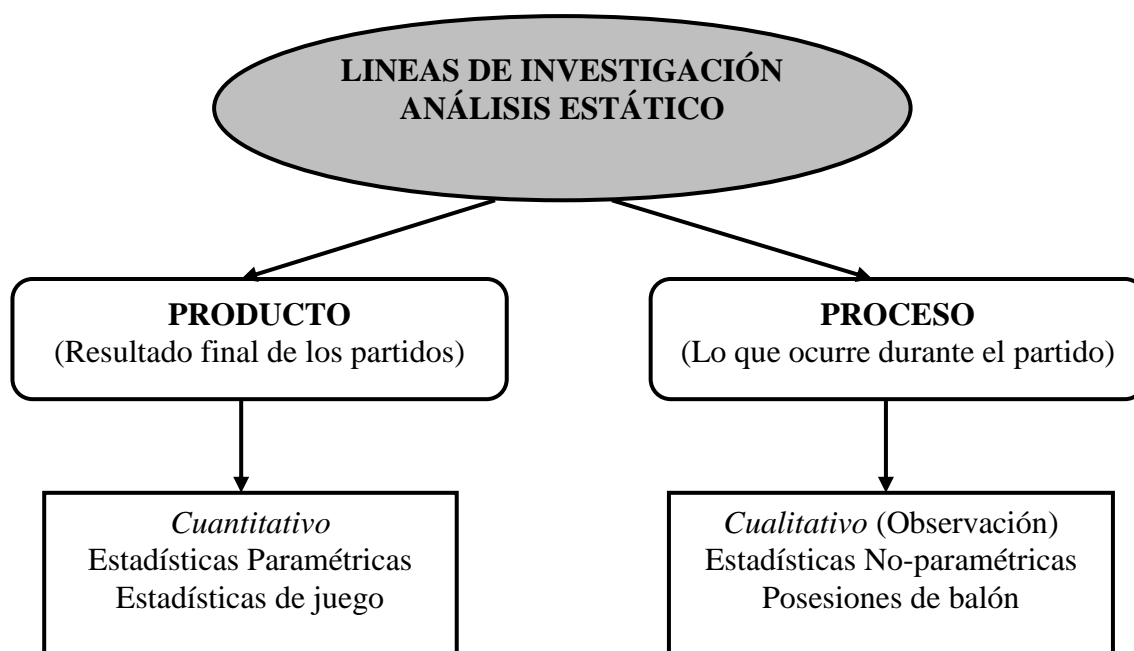 LINEAS DE INVESTIGACIÓN
ANÁLISIS ESTÁTICO
PRODUCTO
(Resultado final de los partidos)
PROCESO
(Lo que ocurre durante el partido)
Cuantitativo
Estadísticas Paramétricas
Estadísticas de juego
Cualitativo (Observación)
Estadísticas No-paramétricas
Posesiones de balón